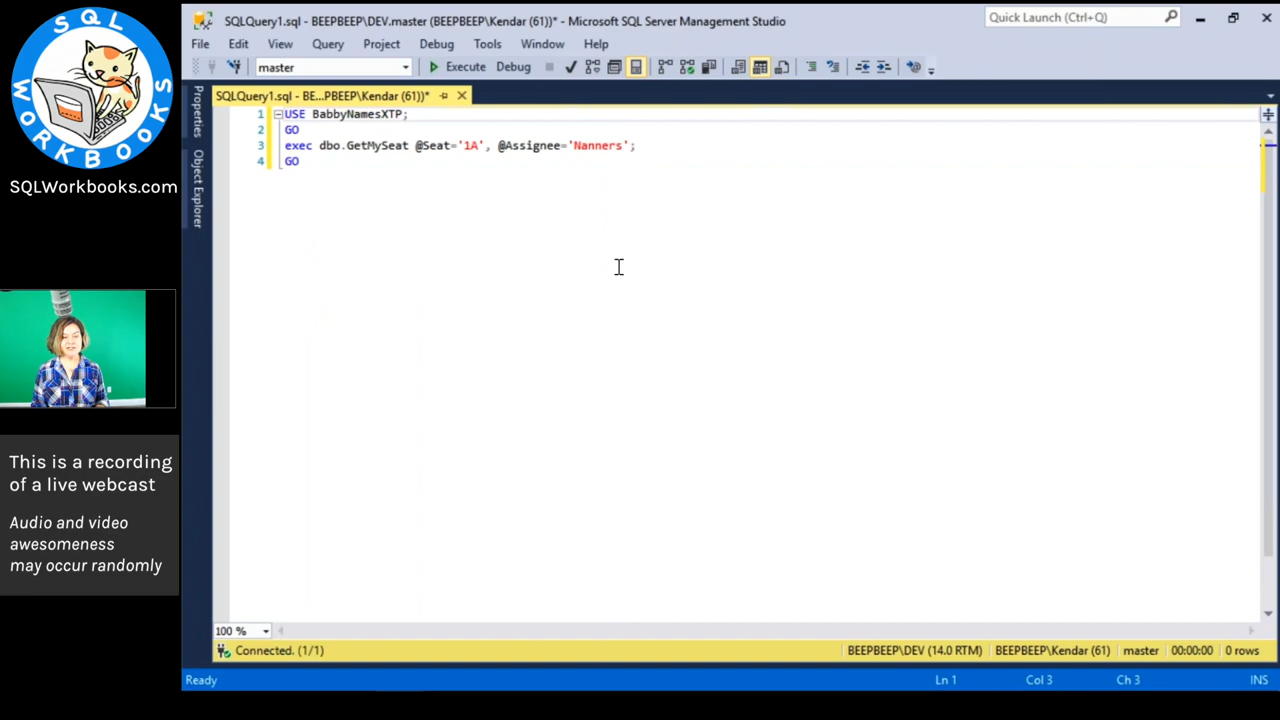 SQL
WORKBOOKS
SQLWorkbooks.com
This is a recording
of a live webcast
Audio and video
awesomeness
may occur randomly
SQLQuery1.sql - BEEPBEEP\DEV.master (BEEPBEEP\Kendar (61))* - Microsoft SQL Server Management Studio
Quick Launch (Ctrl+Q)
File Edit View Query Project Debug Tools Window Help
master Execute Debug
Properties
Object Explorer
SQLQuery1.sql - BE...PBEEP\Kendar (61))*
1 USE BabbyNamesXTP;
2 GO
3 exec dbo.GetMySeat @Seat='1A', @Assignee='Nanners';
4 GO
100 %
Connected. (1/1) BEEPBEEP\DEV (14.0 RTM) BEEPBEEP\Kendar (61) master 00:00:00 0 rows
Ready Ln 1 Col 3 Ch 3 INS